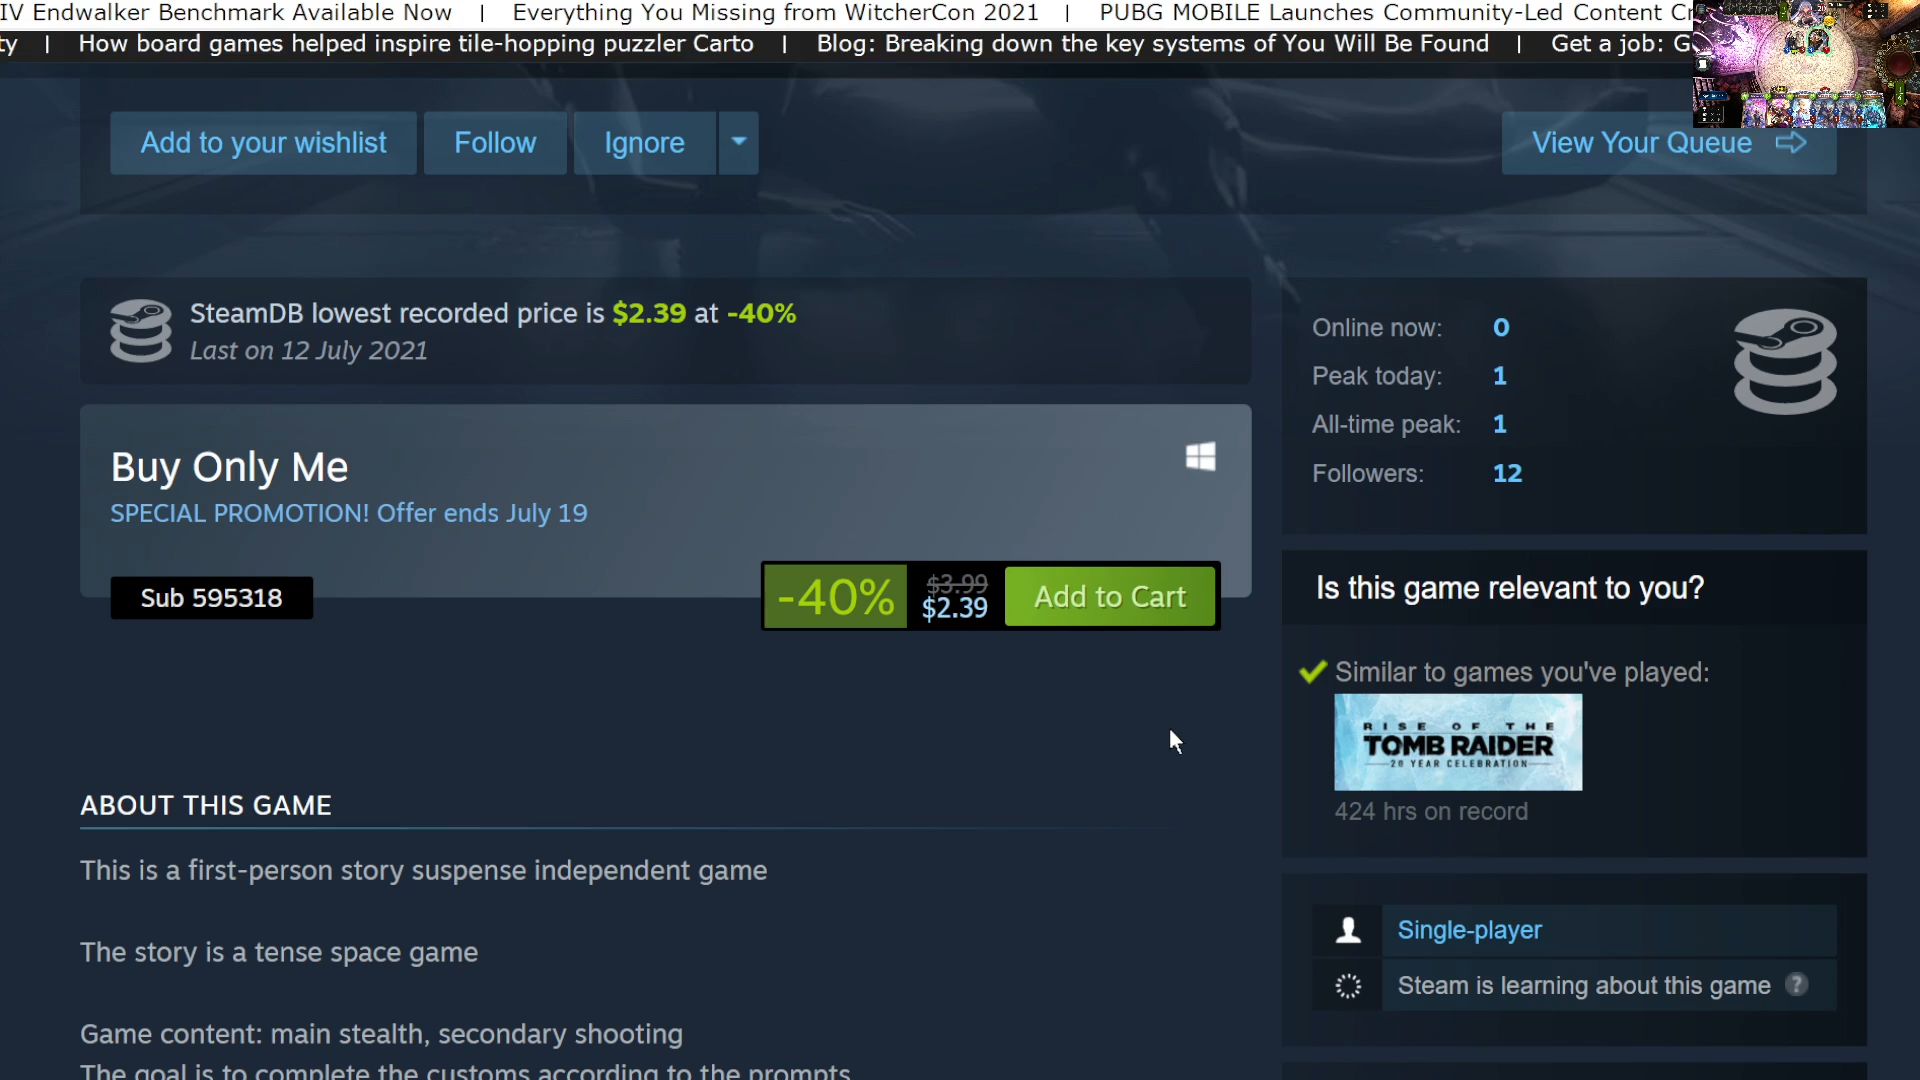 IV Endwalker Benchmark Available Now | Everything You Missing from WitcherCon 2021 | PUBG MOBILE Launches Community-Led Content
ty | How board games helped inspire tile-hopping puzzler Carto | Blog: Breaking down the key systems of You Will Be Found | Get a job:
Add to your wishlist
Follow
Ignore
View Your Queue
SteamDB lowest recorded price is $2.39 at -40%
Last on 12 July 2021
Online now: 0
Peak today: 1
All-time peak: 1
Followers: 12
Buy Only Me
SPECIAL PROMOTION! Offer ends July 19
Sub 595318
-40%
$3.99
$2.39
Add to Cart
Is this game relevant to you?
Similar to games you've played:
RISE OF THE
TOMB RAIDER
20 YEAR CELEBRATION
424 hrs on record
ABOUT THIS GAME
This is a first-person story suspense independent game
The story is a tense space game
Game content: main stealth, secondary shooting
The goal is to complete the customs according to the prompts
Single-player
Steam is learning about this game ?